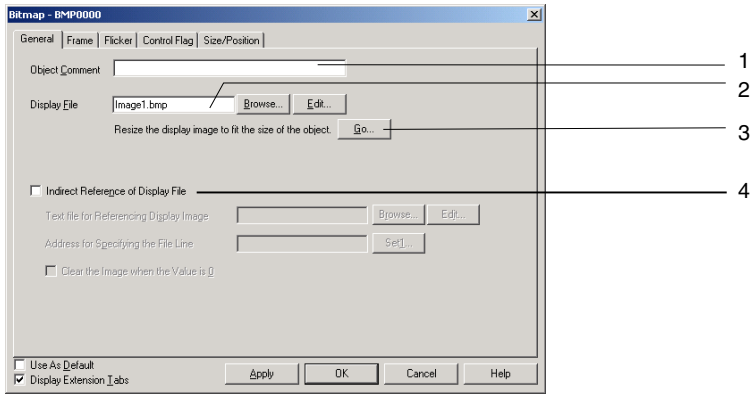 Bitmap - BMP0000
General Frame Flicker Control Flag Size/Position
Object Comment 1
Display File Image1.bmp Browse... Edit... 2
Resize the display image to fit the size of the object. Go... 3
Indirect Reference of Display File 4
Text file for Referencing Display Image Browse... Edit...
Address for Specifying the File Line Set1...
Clear the Image when the Value is 0
Use As Default
Display Extension Tabs
Apply OK Cancel Help